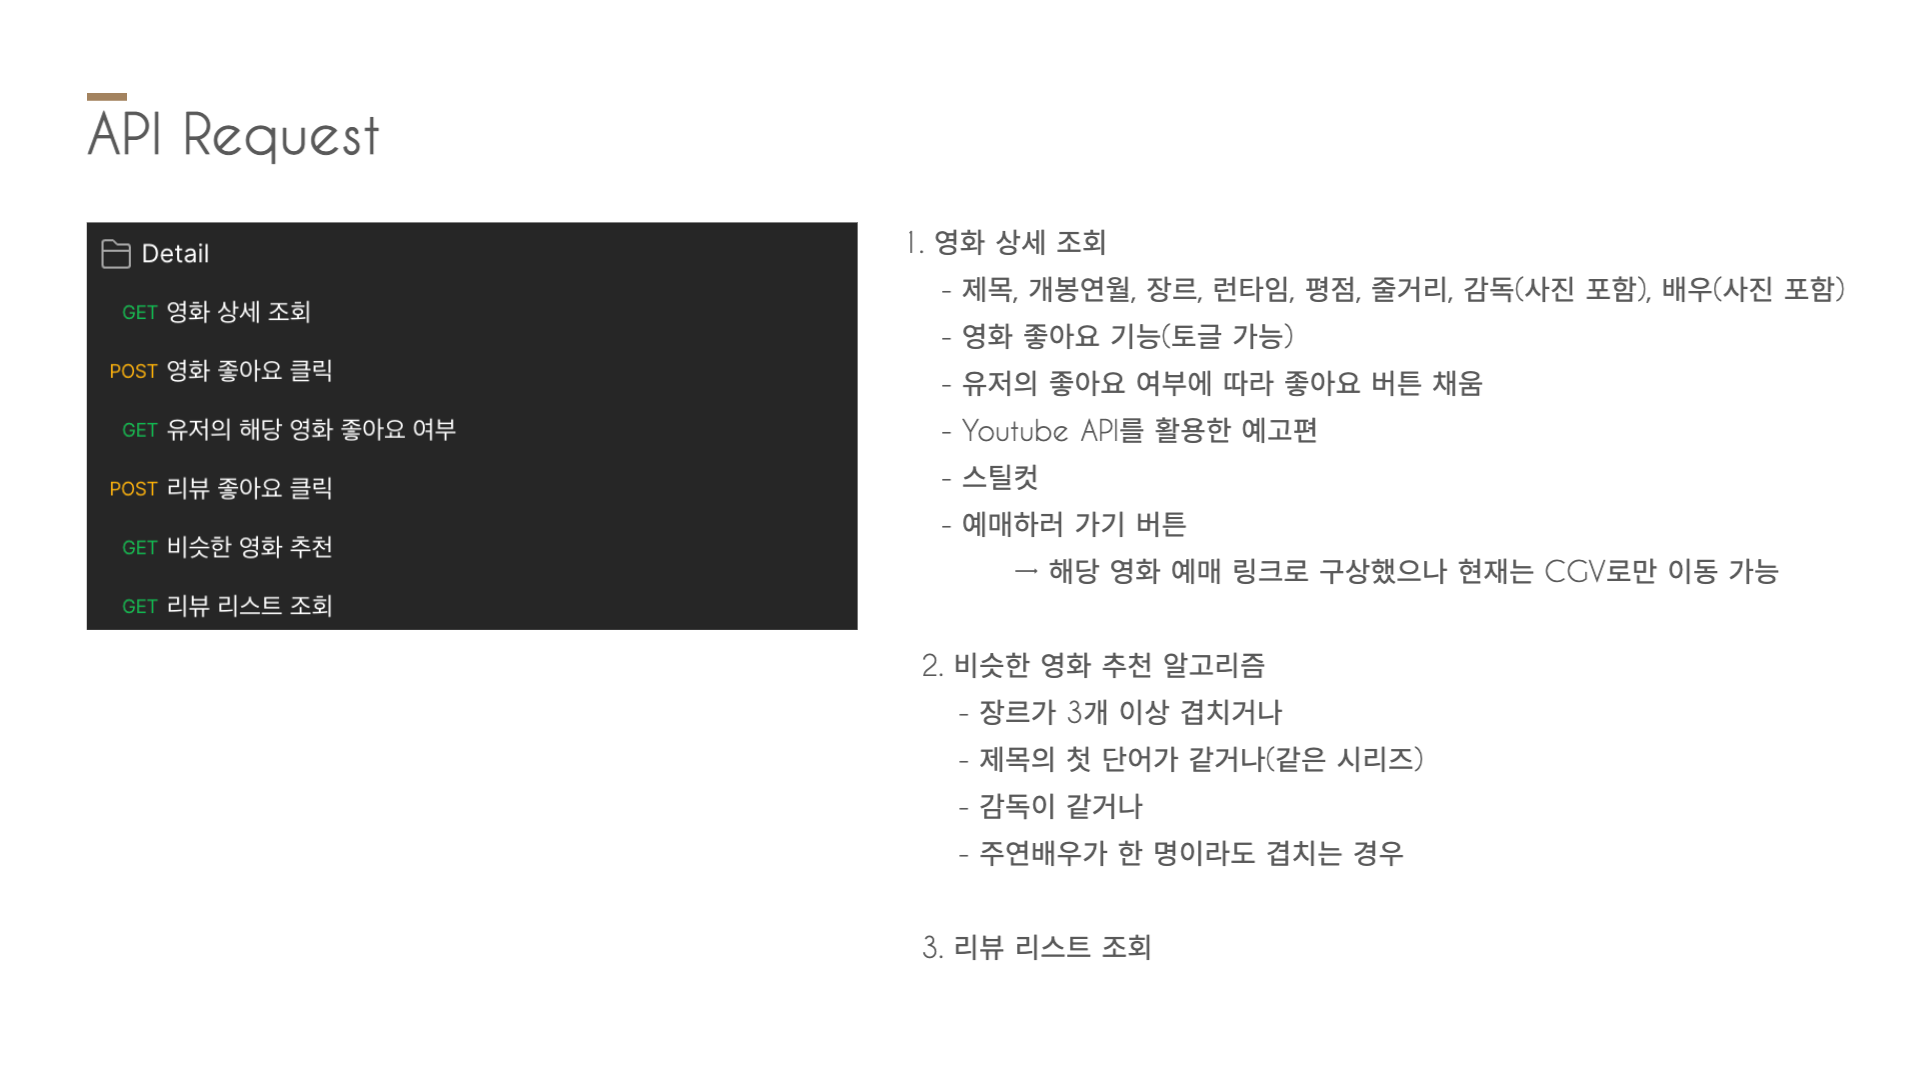 API Request
Detail
GET 영화 상세 조회
POST 영화 좋아요 클릭
GET 유저의 해당 영화 좋아요 여부
POST 리뷰 좋아요 클릭
GET 비슷한 영화 추천
GET 리뷰 리스트 조회
1. 영화 상세 조회
- 제목, 개봉연월, 장르, 런타임, 평점, 줄거리, 감독(사진 포함), 배우(사진 포함)
- 영화 좋아요 기능(토글 가능)
- 유저의 좋아요 여부에 따라 좋아요 버튼 채움
- Youtube API를 활용한 예고편
- 스틸컷
- 예매하러 가기 버튼
→ 해당 영화 예매 링크로 구상했으나 현재는 CGV로만 이동 가능
2. 비슷한 영화 추천 알고리즘
- 장르가 3개 이상 겹치거나
- 제목의 첫 단어가 같거나(같은 시리즈)
- 감독이 같거나
- 주연배우가 한 명이라도 겹치는 경우
3. 리뷰 리스트 조회